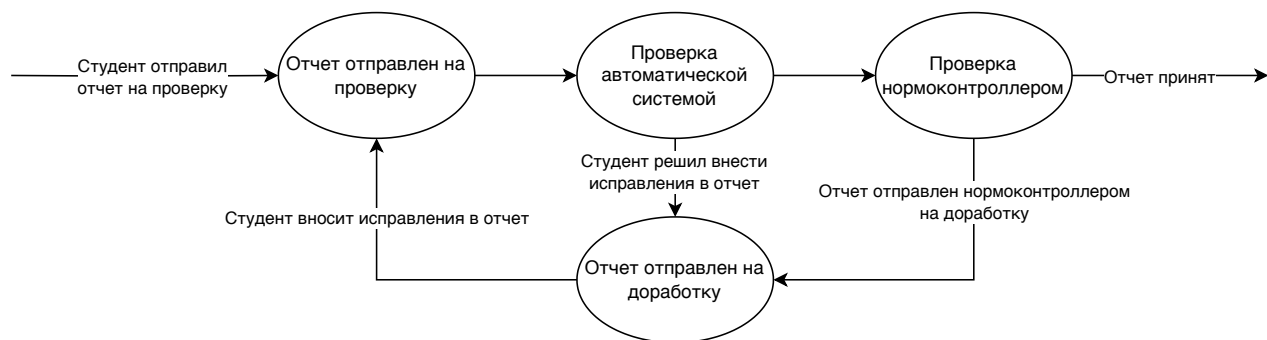 Студент отправил
отчет на проверку
Отчет отправлен на
проверку
Проверка
автоматической
системой
Проверка
нормоконтроллером
Отчет принят
Студент решил внести
исправления в отчет
Отчет отправлен нормоконтроллером
на доработку
Студент вносит исправления в отчет
Отчет отправлен на
доработку